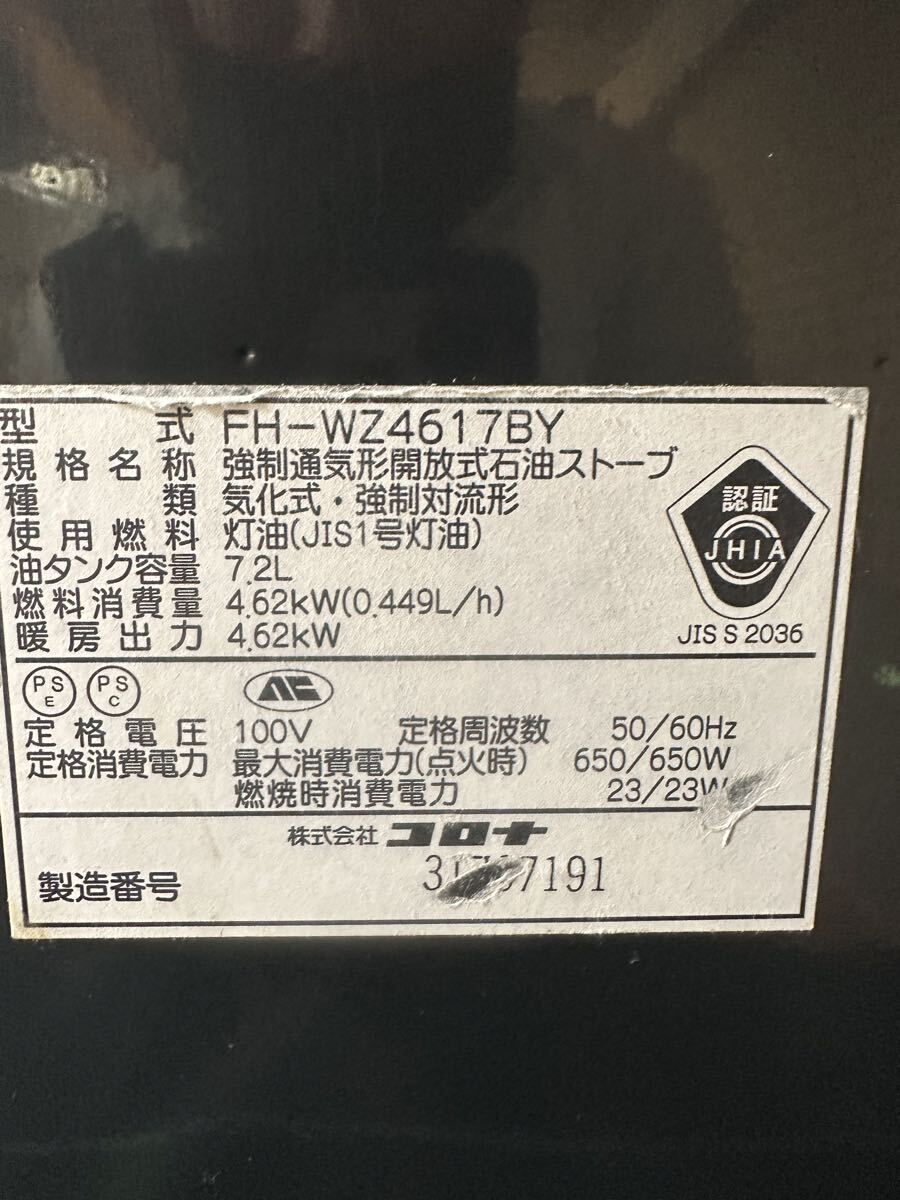 型式 FH-WZ4617BY
規格名称 強制通気形開放式石油ストーブ
種類 気化式・強制対流形
使用燃料 灯油(JIS1号灯油)
油タンク容量 7.2L
燃料消費量 4.62kW(0.449L/h)
暖房出力 4.62kW
認証
JHIA
JIS S 2036
PS E PS C
定格電圧 100V 定格周波数 50/60Hz
定格消費電力 最大消費電力(点火時) 650/650W
燃焼時消費電力 23/23W
株式会社 コロナ
製造番号